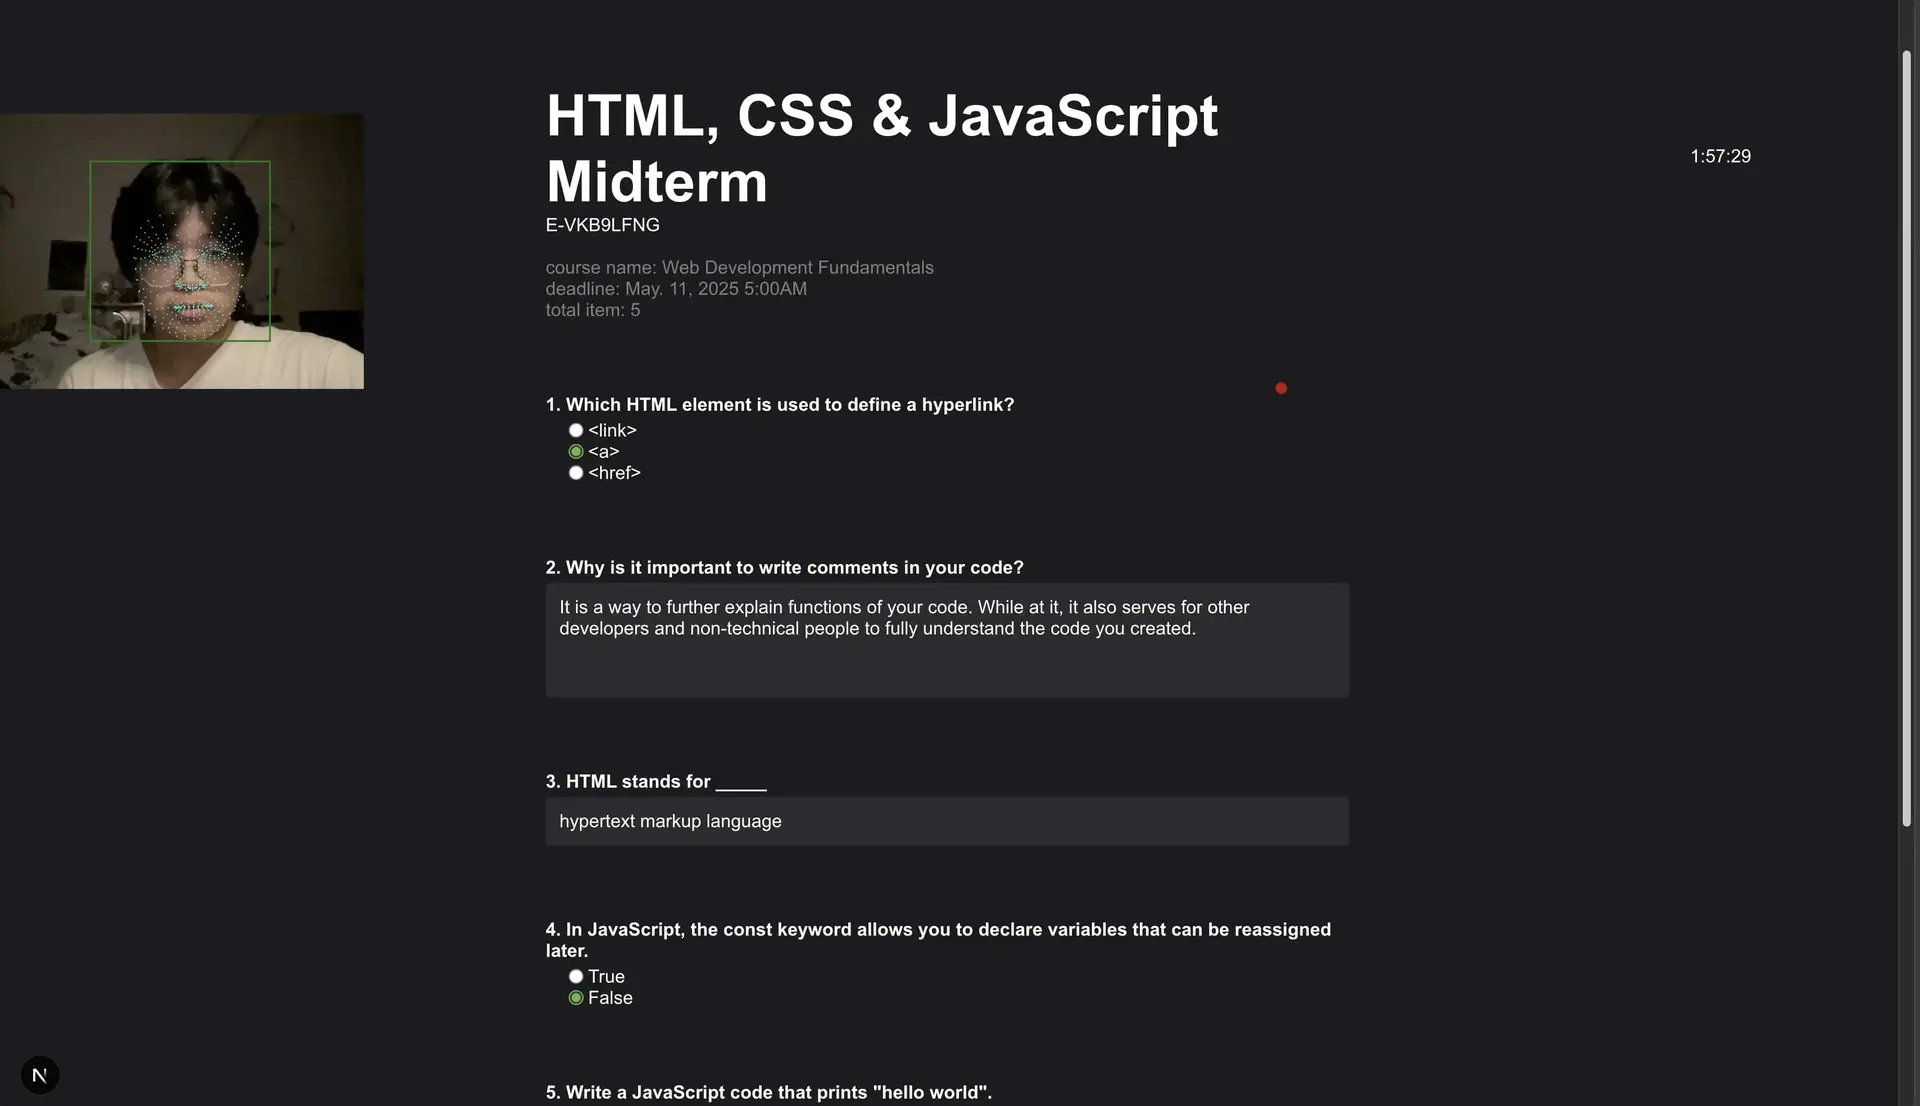 HTML, CSS & JavaScript
Midterm
1:57:29
E-VKB9LFNG
course name: Web Development Fundamentals
deadline: May. 11, 2025 5:00AM
total item: 5
1. Which HTML element is used to define a hyperlink?
<link>
<a>
<href>
2. Why is it important to write comments in your code?
It is a way to further explain functions of your code. While at it, it also serves for other
developers and non-technical people to fully understand the code you created.
3. HTML stands for _____
hypertext markup language
4. In JavaScript, the const keyword allows you to declare variables that can be reassigned
later.
True
False
5. Write a JavaScript code that prints "hello world".
N